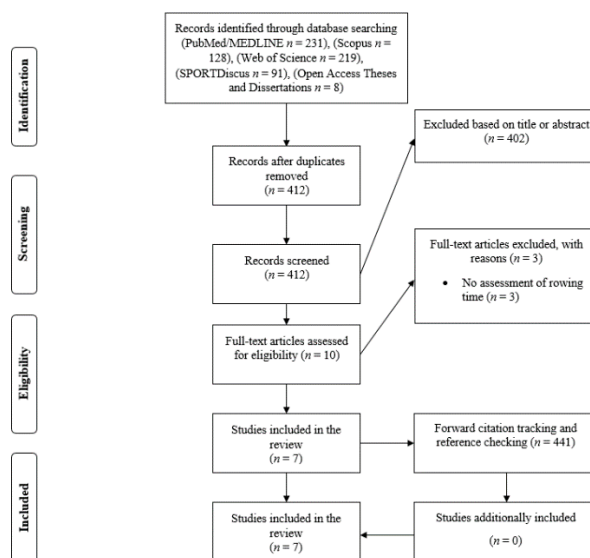 Records identified through database searching
(PubMed/MEDLINE n = 231), (Scopus n =
128), (Web of Science n = 219),
(SPORTDiscus n = 91), (Open Access Theses
and Dissertations n = 8)
Identification
Excluded based on title or abstract
(n = 402)
Records after duplicates
removed
(n = 412)
Screening
Records screened
(n = 412)
Full-text articles excluded, with
reasons (n = 3)
• No assessment of rowing
time (n = 3)
Eligibility
Full-text articles assessed
for eligibility (n = 10)
Studies included in the
review
(n = 7)
Forward citation tracking and
reference checking (n = 441)
Included
Studies included in the
review
(n = 7)
Studies additionally included
(n = 0)